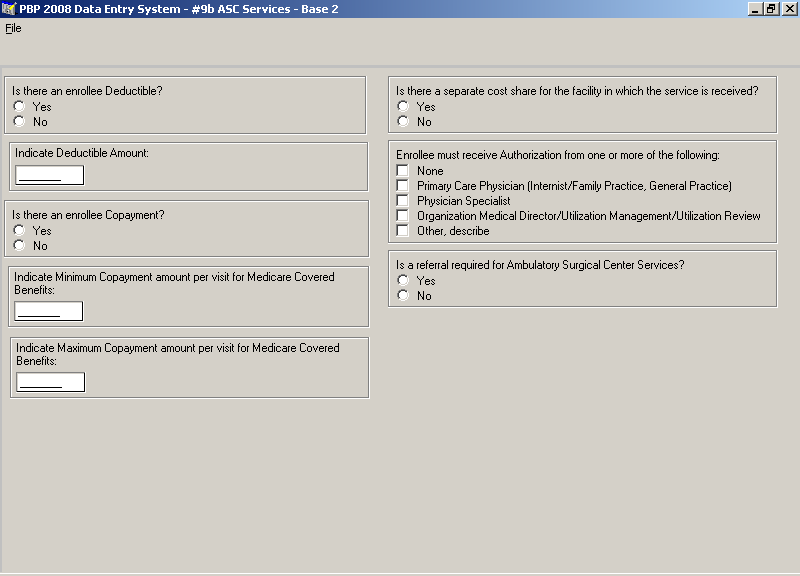 PBP 2008 Data Entry System - #9b ASC Services - Base 2
File
Is there an enrollee Deductible?
Yes
No
Indicate Deductible Amount:
Is there an enrollee Copayment?
Yes
No
Indicate Minimum Copayment amount per visit for Medicare Covered
Benefits:
Indicate Maximum Copayment amount per visit for Medicare Covered
Benefits:
Is there a separate cost share for the facility in which the service is received?
Yes
No
Enrollee must receive Authorization from one or more of the following:
None
Primary Care Physician (Internist/Family Practice, General Practice)
Physician Specialist
Organization Medical Director/Utilization Management/Utilization Review
Other, describe
Is a referral required for Ambulatory Surgical Center Services?
Yes
No